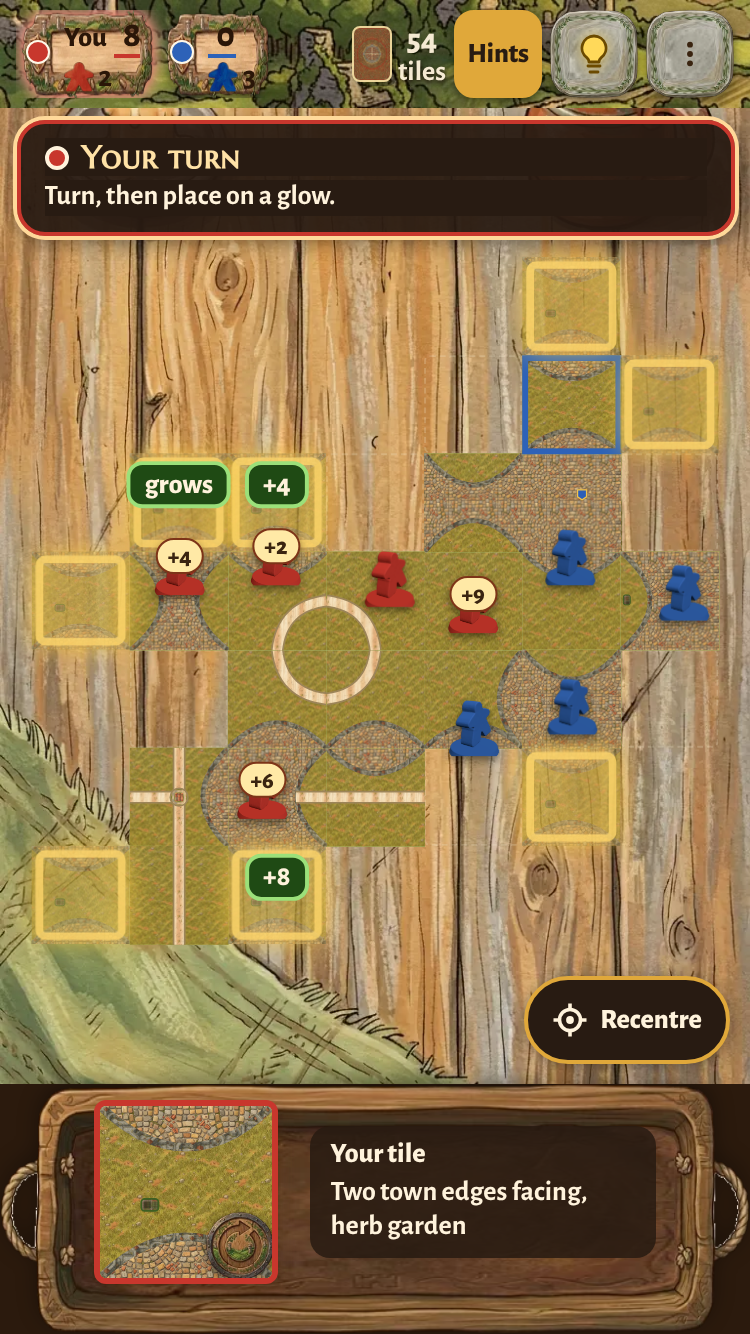 You 8
2
0
3
54
tiles
Hints
Your turn
Turn, then place on a glow.
grows
+4
+4
+2
+9
+6
+8
Recentre
Your tile
Two town edges facing,
herb garden